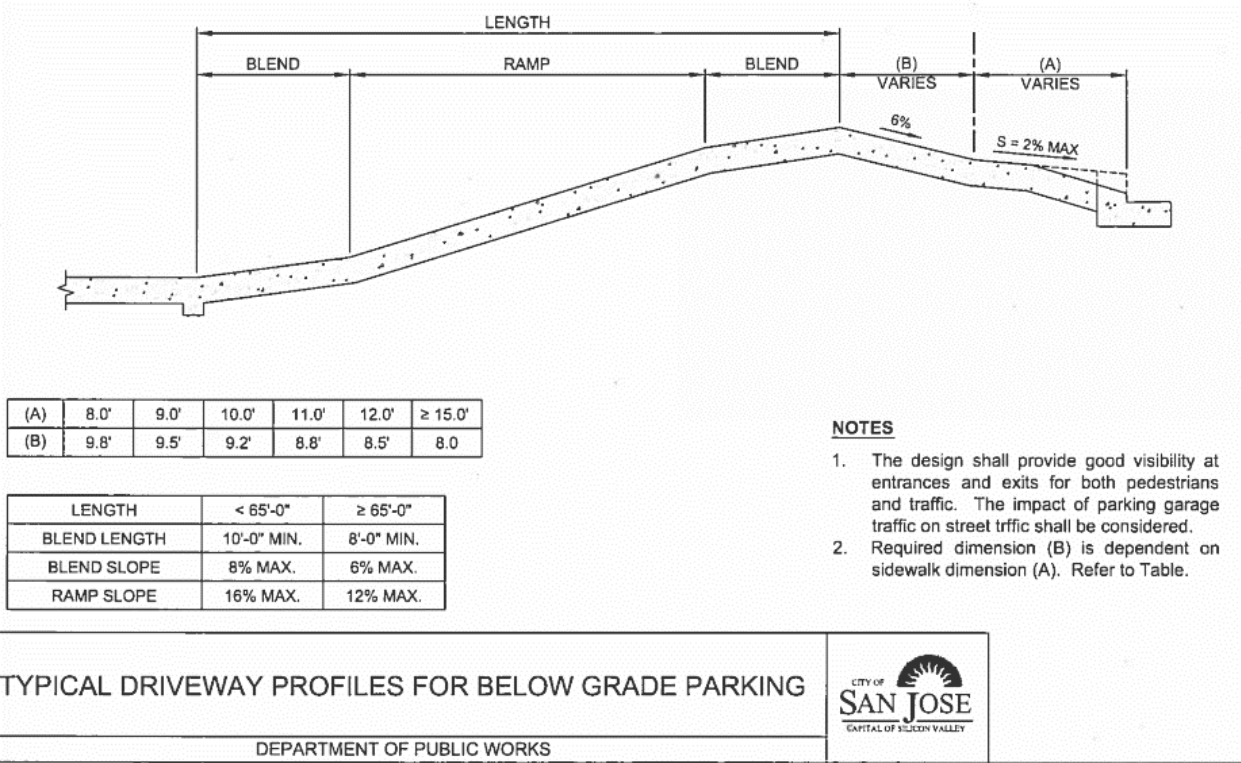 LENGTH
BLEND
RAMP
BLEND
(B)
VARIES
(A)
VARIES
6%
S = 2% MAX
(A) 8.0' 9.0' 10.0' 11.0' 12.0' ≥ 15.0'
(B) 9.8' 9.5' 9.2' 8.8' 8.5' 8.0
LENGTH < 65'-0" ≥ 65'-0"
BLEND LENGTH 10'-0" MIN. 8'-0" MIN.
BLEND SLOPE 8% MAX. 6% MAX.
RAMP SLOPE 16% MAX. 12% MAX.
NOTES
1. The design shall provide good visibility at
entrances and exits for both pedestrians
and traffic. The impact of parking garage
traffic on street trffic shall be considered.
2. Required dimension (B) is dependent on
sidewalk dimension (A). Refer to Table.
TYPICAL DRIVEWAY PROFILES FOR BELOW GRADE PARKING
DEPARTMENT OF PUBLIC WORKS
CITY OF
SAN JOSE
CAPITAL OF SILICON VALLEY